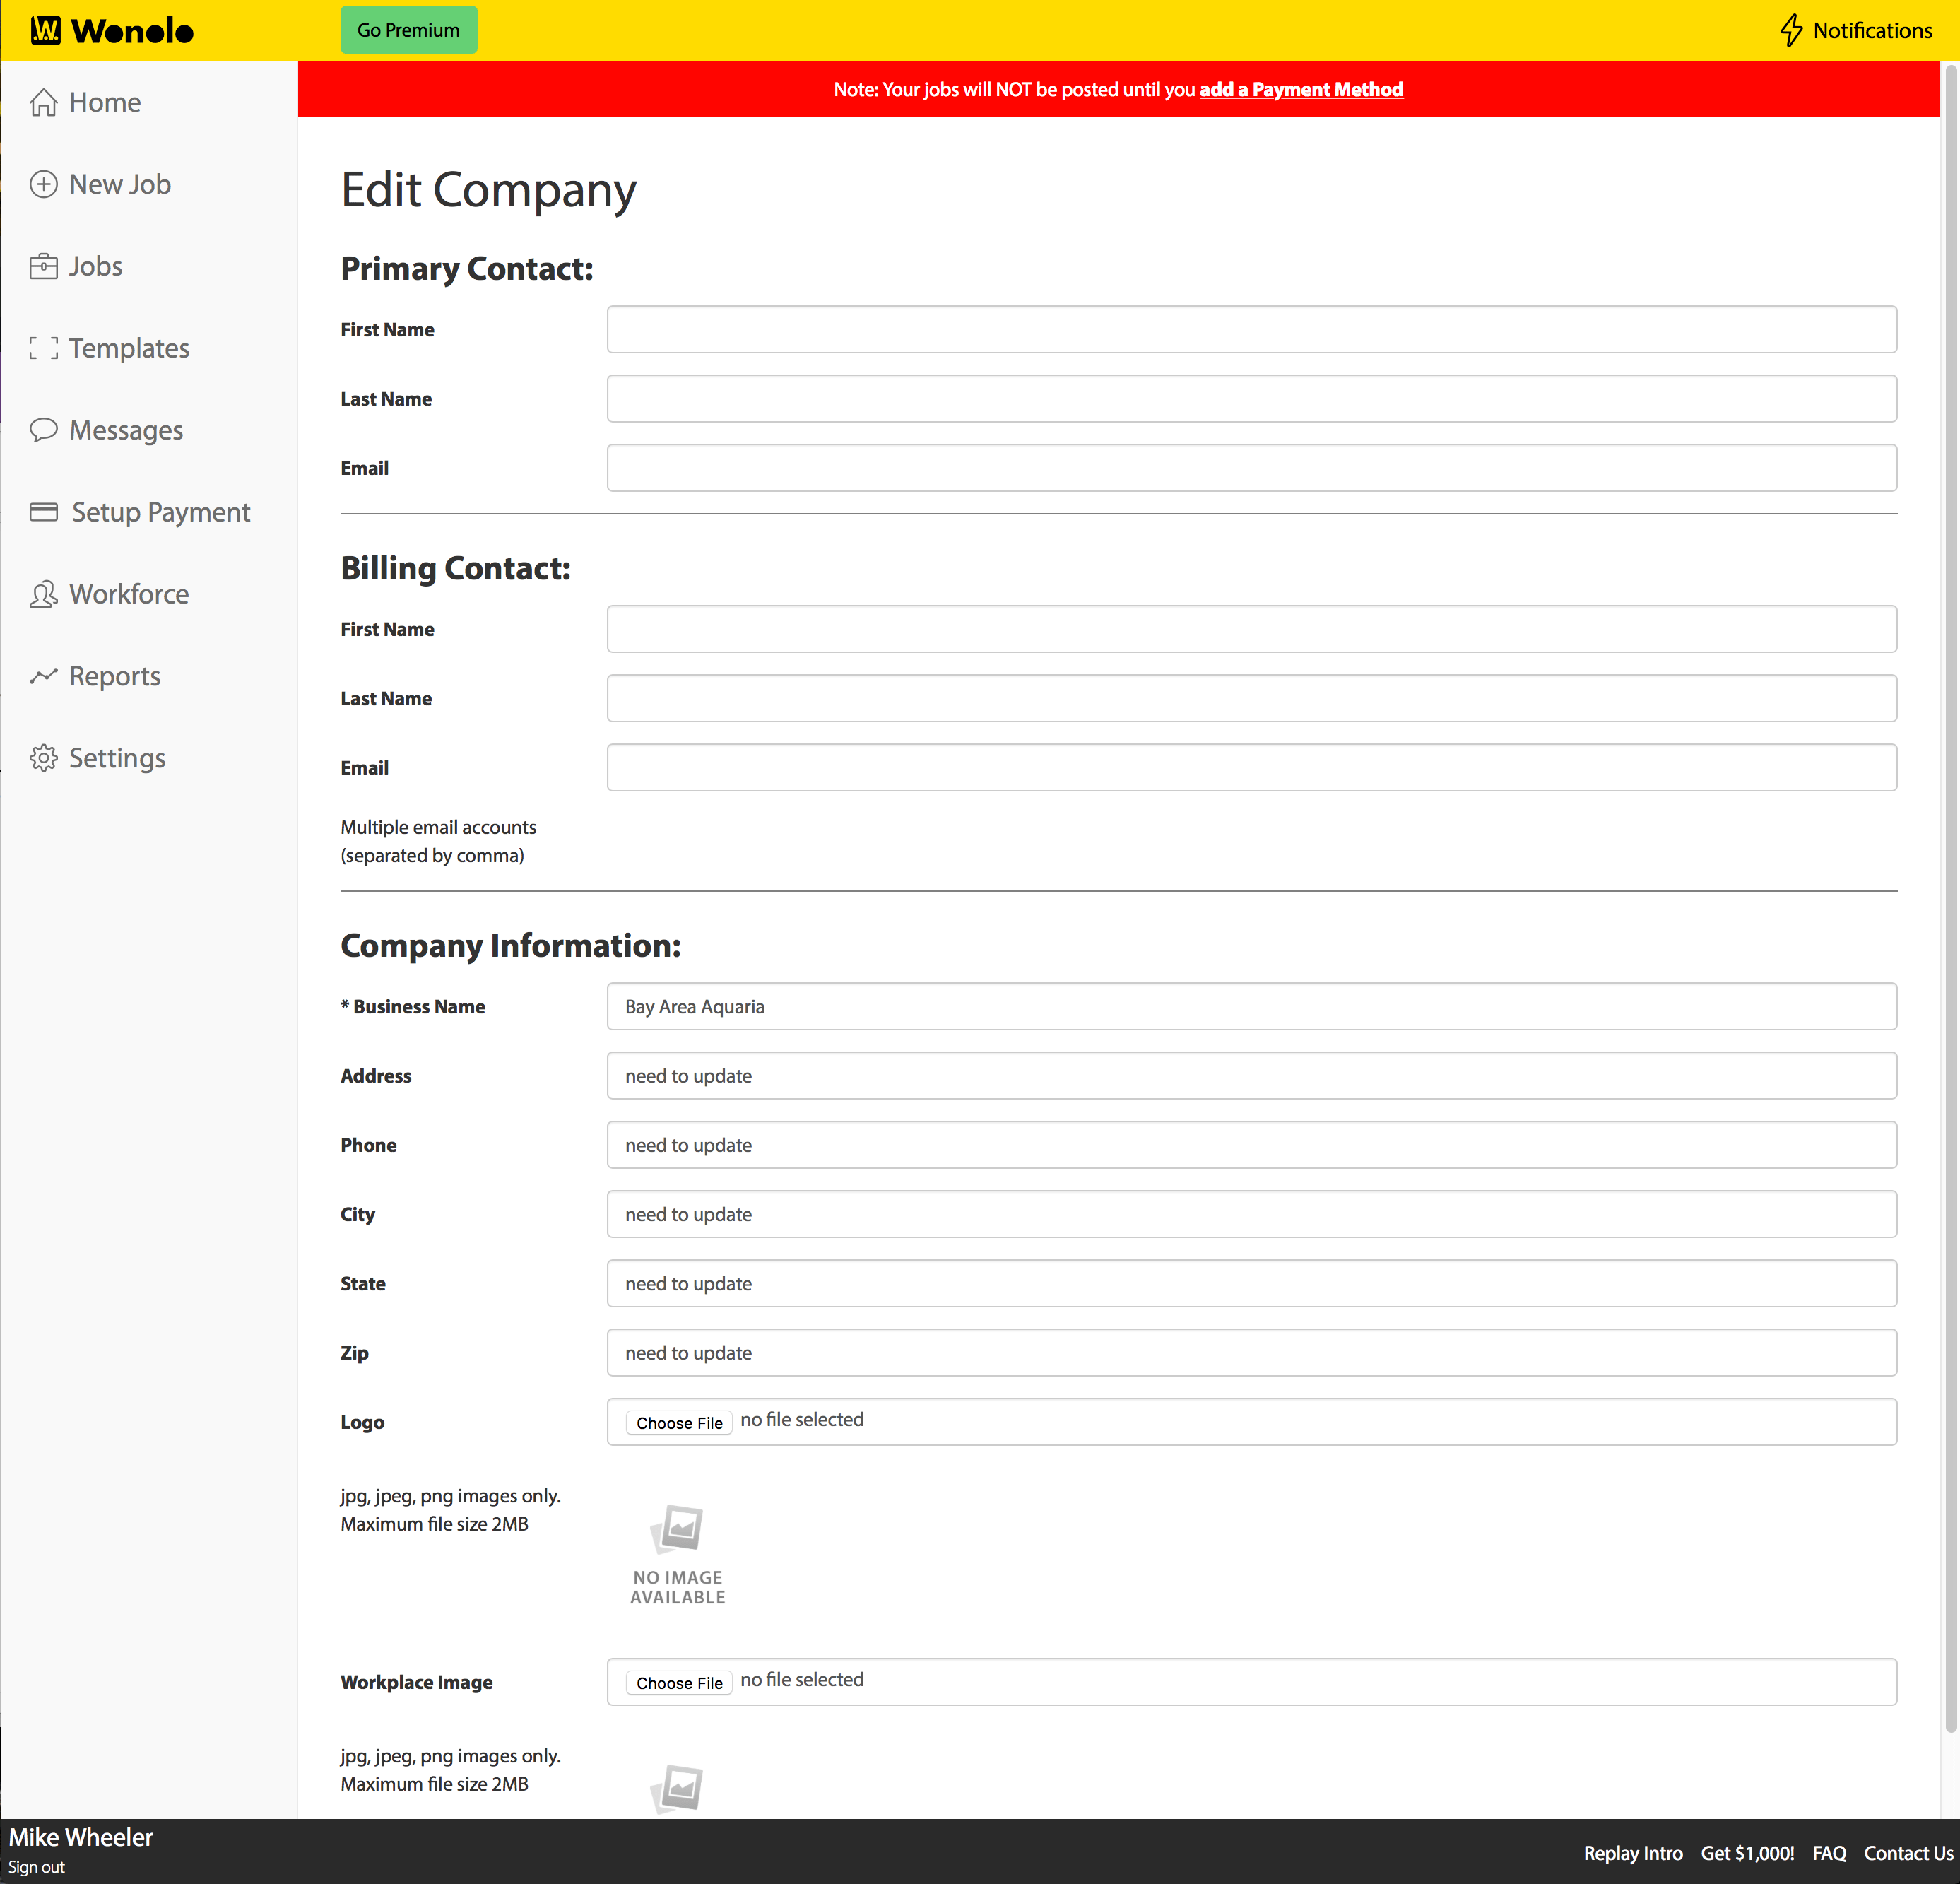 W. Wonolo
Go Premium
Notifications
Home
New Job
Jobs
Templates
Messages
Setup Payment
Workforce
Reports
Settings
Note: Your jobs will NOT be posted until you add a Payment Method
Edit Company
Primary Contact:
First Name
Last Name
Email
Billing Contact:
First Name
Last Name
Email
Multiple email accounts
(separated by comma)
Company Information:
* Business Name
Bay Area Aquaria
Address
need to update
Phone
need to update
City
need to update
State
need to update
Zip
need to update
Logo
Choose File no file selected
jpg, jpeg, png images only.
Maximum file size 2MB
NO IMAGE
AVAILABLE
Workplace Image
Choose File no file selected
jpg, jpeg, png images only.
Maximum file size 2MB
Mike Wheeler
Sign out
Replay Intro
Get $1,000!
FAQ
Contact Us